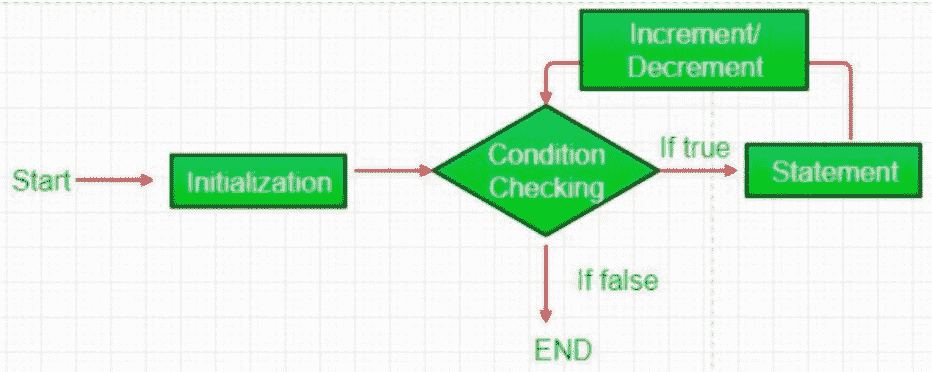 Start
Initialization
Condition
Checking
If true
Statement
Increment/
Decrement
If false
END